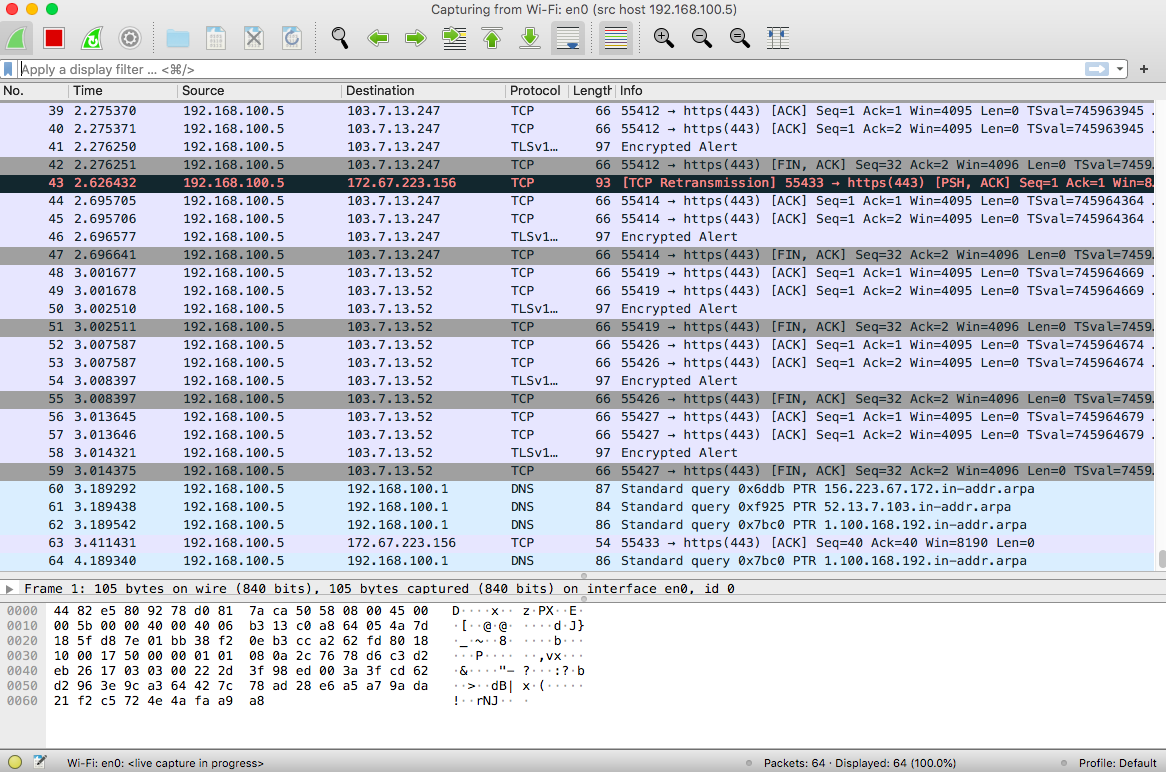 Capturing from Wi-Fi: en0 (src host 192.168.100.5)
Apply a display filter ... <⌘/>
No. Time Source Destination Protocol Length Info
39 2.275370 192.168.100.5 103.7.13.247 TCP 66 55412 → https(443) [ACK] Seq=1 Ack=1 Win=4095 Len=0 TSval=745963945 .
40 2.275371 192.168.100.5 103.7.13.247 TCP 66 55412 → https(443) [ACK] Seq=1 Ack=2 Win=4095 Len=0 TSval=745963945 .
41 2.276250 192.168.100.5 103.7.13.247 TLSv1… 97 Encrypted Alert
42 2.276251 192.168.100.5 103.7.13.247 TCP 66 55412 → https(443) [FIN, ACK] Seq=32 Ack=2 Win=4096 Len=0 TSval=7459.
43 2.626432 192.168.100.5 172.67.223.156 TCP 93 [TCP Retransmission] 55433 → https(443) [PSH, ACK] Seq=1 Ack=1 Win=8.
44 2.695705 192.168.100.5 103.7.13.247 TCP 66 55414 → https(443) [ACK] Seq=1 Ack=1 Win=4095 Len=0 TSval=745964364 .
45 2.695706 192.168.100.5 103.7.13.247 TCP 66 55414 → https(443) [ACK] Seq=1 Ack=2 Win=4095 Len=0 TSval=745964364 .
46 2.696577 192.168.100.5 103.7.13.247 TLSv1… 97 Encrypted Alert
47 2.696641 192.168.100.5 103.7.13.247 TCP 66 55414 → https(443) [FIN, ACK] Seq=32 Ack=2 Win=4096 Len=0 TSval=7459.
48 3.001677 192.168.100.5 103.7.13.52 TCP 66 55419 → https(443) [ACK] Seq=1 Ack=1 Win=4095 Len=0 TSval=745964669 .
49 3.001678 192.168.100.5 103.7.13.52 TCP 66 55419 → https(443) [ACK] Seq=1 Ack=2 Win=4095 Len=0 TSval=745964669 .
50 3.002510 192.168.100.5 103.7.13.52 TLSv1… 97 Encrypted Alert
51 3.002511 192.168.100.5 103.7.13.52 TCP 66 55419 → https(443) [FIN, ACK] Seq=32 Ack=2 Win=4096 Len=0 TSval=7459.
52 3.007587 192.168.100.5 103.7.13.52 TCP 66 55426 → https(443) [ACK] Seq=1 Ack=1 Win=4095 Len=0 TSval=745964674 .
53 3.007587 192.168.100.5 103.7.13.52 TCP 66 55426 → https(443) [ACK] Seq=1 Ack=2 Win=4095 Len=0 TSval=745964674 .
54 3.008397 192.168.100.5 103.7.13.52 TLSv1… 97 Encrypted Alert
55 3.008397 192.168.100.5 103.7.13.52 TCP 66 55426 → https(443) [FIN, ACK] Seq=32 Ack=2 Win=4096 Len=0 TSval=7459.
56 3.013645 192.168.100.5 103.7.13.52 TCP 66 55427 → https(443) [ACK] Seq=1 Ack=1 Win=4095 Len=0 TSval=745964679 .
57 3.013646 192.168.100.5 103.7.13.52 TCP 66 55427 → https(443) [ACK] Seq=1 Ack=2 Win=4095 Len=0 TSval=745964679 .
58 3.014321 192.168.100.5 103.7.13.52 TLSv1… 97 Encrypted Alert
59 3.014375 192.168.100.5 103.7.13.52 TCP 66 55427 → https(443) [FIN, ACK] Seq=32 Ack=2 Win=4096 Len=0 TSval=7459.
60 3.189292 192.168.100.5 192.168.100.1 DNS 87 Standard query 0x6ddb PTR 156.223.67.172.in-addr.arpa
61 3.189438 192.168.100.5 192.168.100.1 DNS 84 Standard query 0xf925 PTR 52.13.7.103.in-addr.arpa
62 3.189542 192.168.100.5 192.168.100.1 DNS 86 Standard query 0x7bc0 PTR 1.100.168.192.in-addr.arpa
63 3.411431 192.168.100.5 172.67.223.156 TCP 54 55433 → https(443) [ACK] Seq=40 Ack=40 Win=8190 Len=0
64 4.189340 192.168.100.5 192.168.100.1 DNS 86 Standard query 0x7bc0 PTR 1.100.168.192.in-addr.arpa
Frame 1: 105 bytes on wire (840 bits), 105 bytes captured (840 bits) on interface en0, id 0
0000 44 82 e5 80 92 78 d0 81 7a ca 50 58 08 00 45 00 D····x·· z·PX··E·
0010 00 5b 00 00 40 00 40 06 b3 13 c0 a8 64 05 4a 7d ·[··@·@· ····d·J}
0020 18 5f d8 7e 01 bb 38 f2 0e b3 cc a2 62 fd 80 18 ·_·~··8· ····b···
0030 10 00 17 50 00 00 01 01 08 0a 2c 76 78 d6 c3 d2 ···P···· ··,vx···
0040 eb 26 17 03 03 00 22 2d 3f 98 ed 00 3a 3f cd 62 ·&····"- ?···:?·b
0050 d2 96 3e 9c a3 64 42 7c 78 ad 28 e6 a5 a7 9a da ··>··dB| x·(·····
0060 21 f2 c5 72 4e 4a fa a9 a8 !··rNJ·· ·
Wi-Fi: en0: <live capture in progress> Packets: 64 · Displayed: 64 (100.0%) Profile: Default